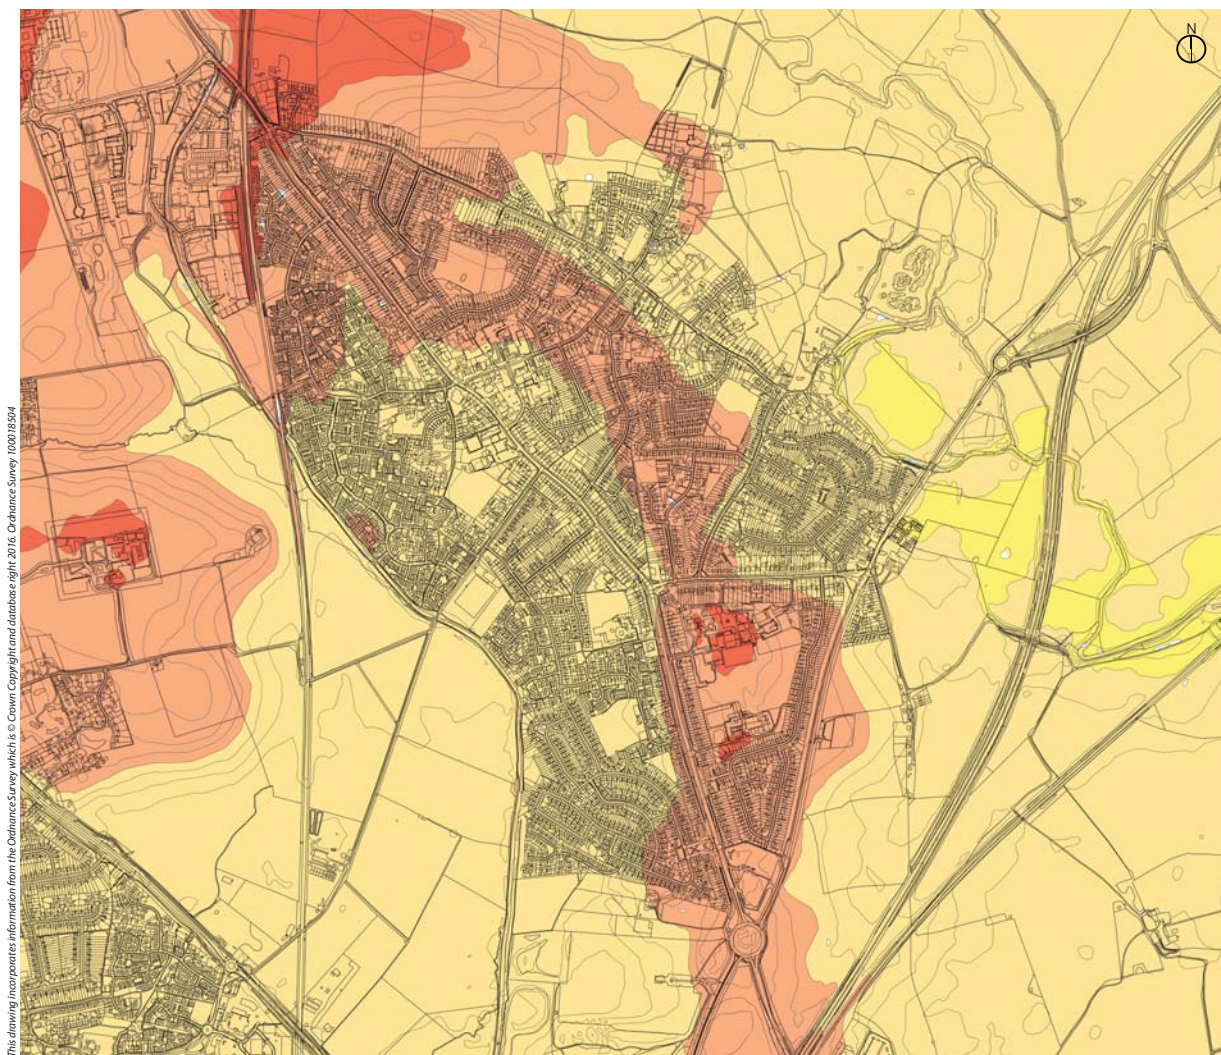 N
This drawing incorporates information from the Ordnance Survey which is © Crown Copyright and database right 2016. Ordnance Survey 100018504